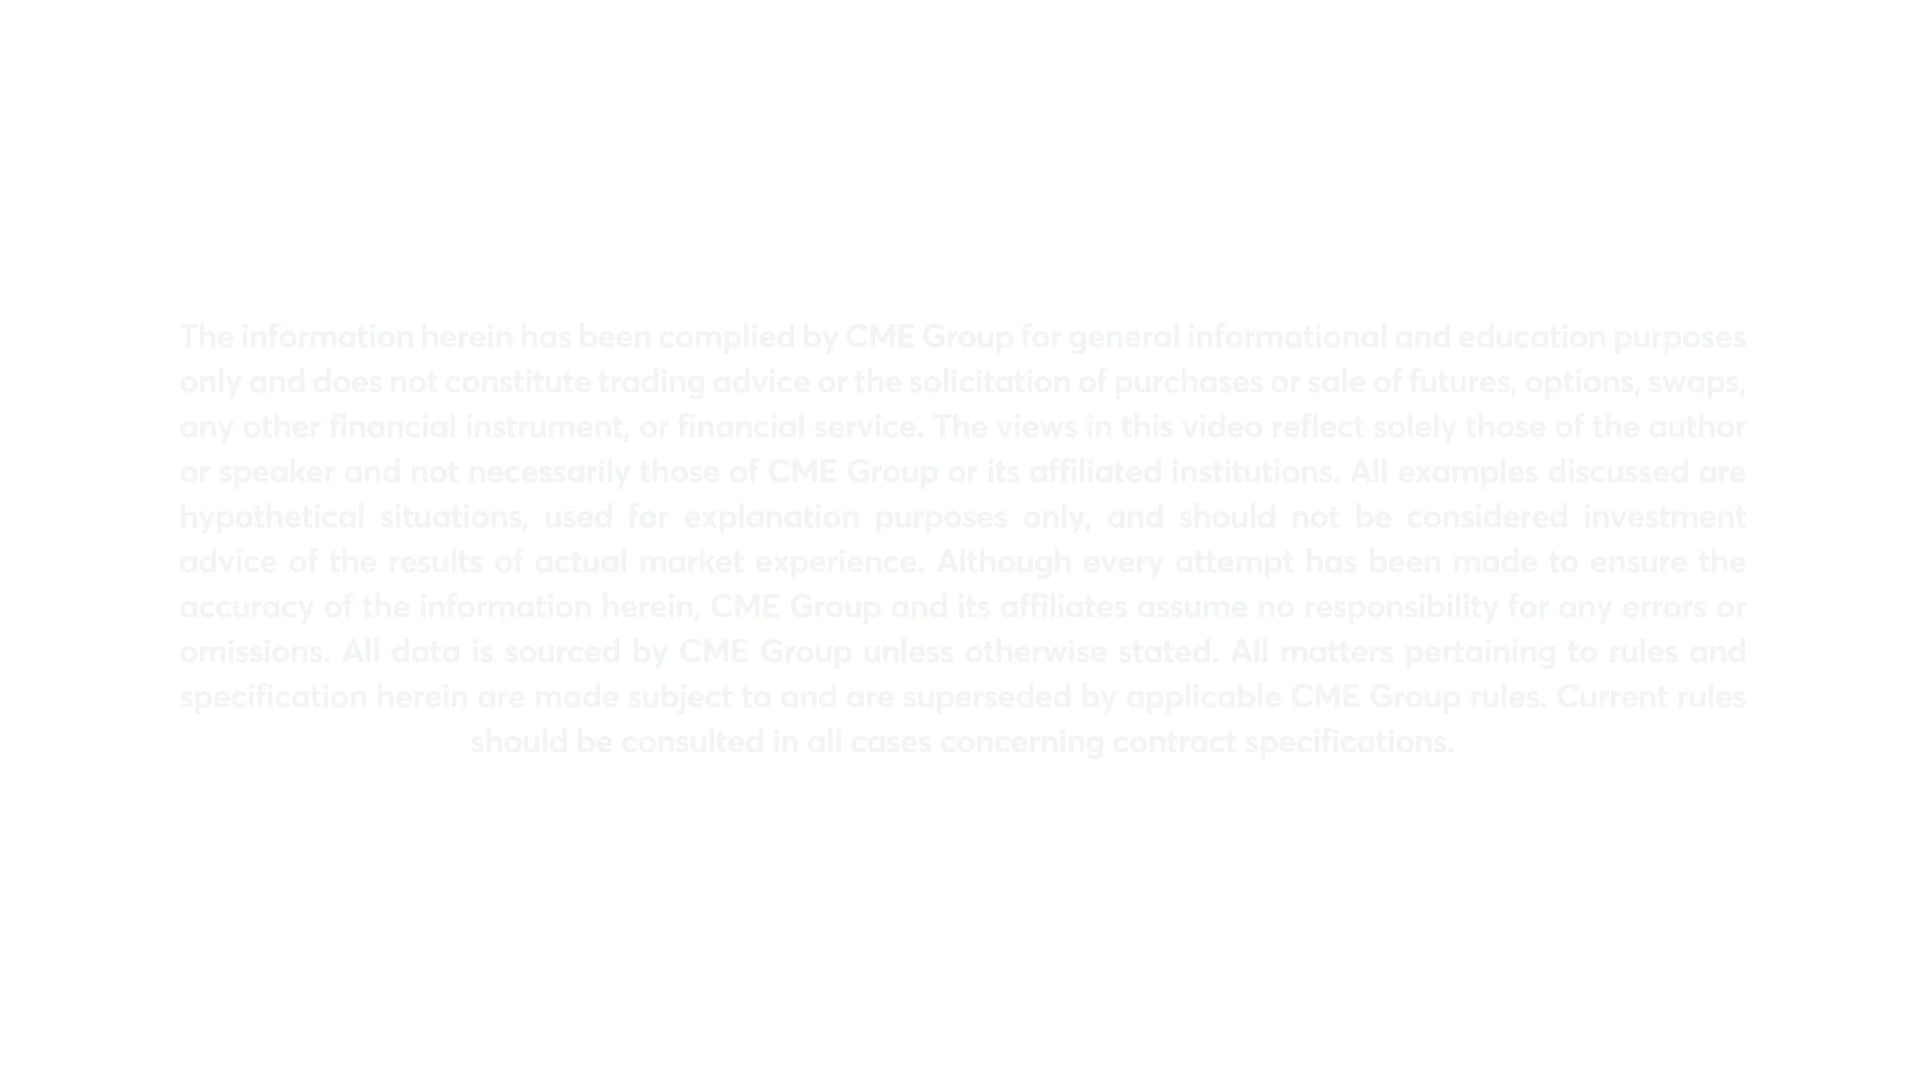 The information herein has been complied by CME Group for general informational and education purposes
only and does not constitute trading advice or the solicitation of purchases or sale of futures, options, swaps,
any other financial instrument, or financial service. The views in this video reflect solely those of the author
or speaker and not necessarily those of CME Group or its affiliated institutions. All examples discussed are
hypothetical situations, used for explanation purposes only, and should not be considered investment
advice of the results of actual market experience. Although every attempt has been made to ensure the
accuracy of the information herein, CME Group and its affiliates assume no responsibility for any errors or
omissions. All data is sourced by CME Group unless otherwise stated. All matters pertaining to rules and
specification herein are made subject to and are superseded by applicable CME Group rules. Current rules
should be consulted in all cases concerning contract specifications.